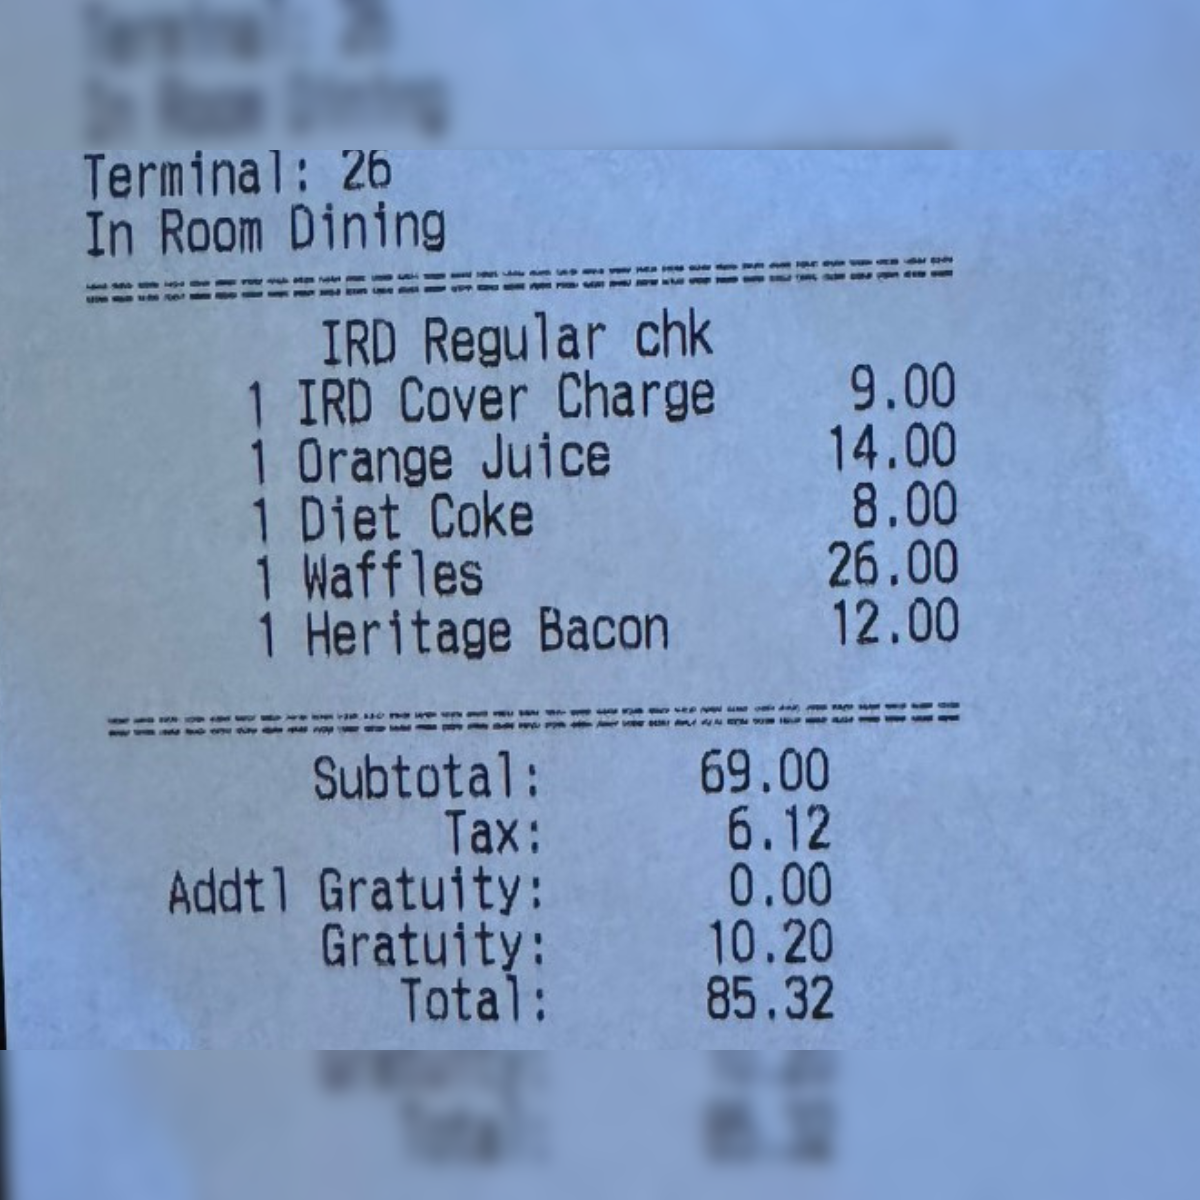 Terminal: 26
In Room Dining
IRD Regular chk
1 IRD Cover Charge 9.00
1 Orange Juice 14.00
1 Diet Coke 8.00
1 Waffles 26.00
1 Heritage Bacon 12.00
Subtotal: 69.00
Tax: 6.12
Addtl Gratuity: 0.00
Gratuity: 10.20
Total: 85.32